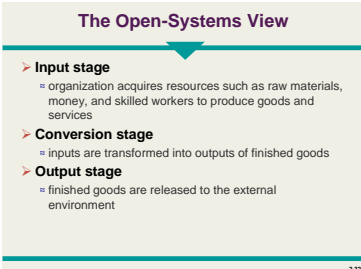 The Open-Systems View
Input stage
organization acquires resources such as raw materials,
money, and skilled workers to produce goods and
services
Conversion stage
inputs are transformed into outputs of finished goods
Output stage
finished goods are released to the external
environment